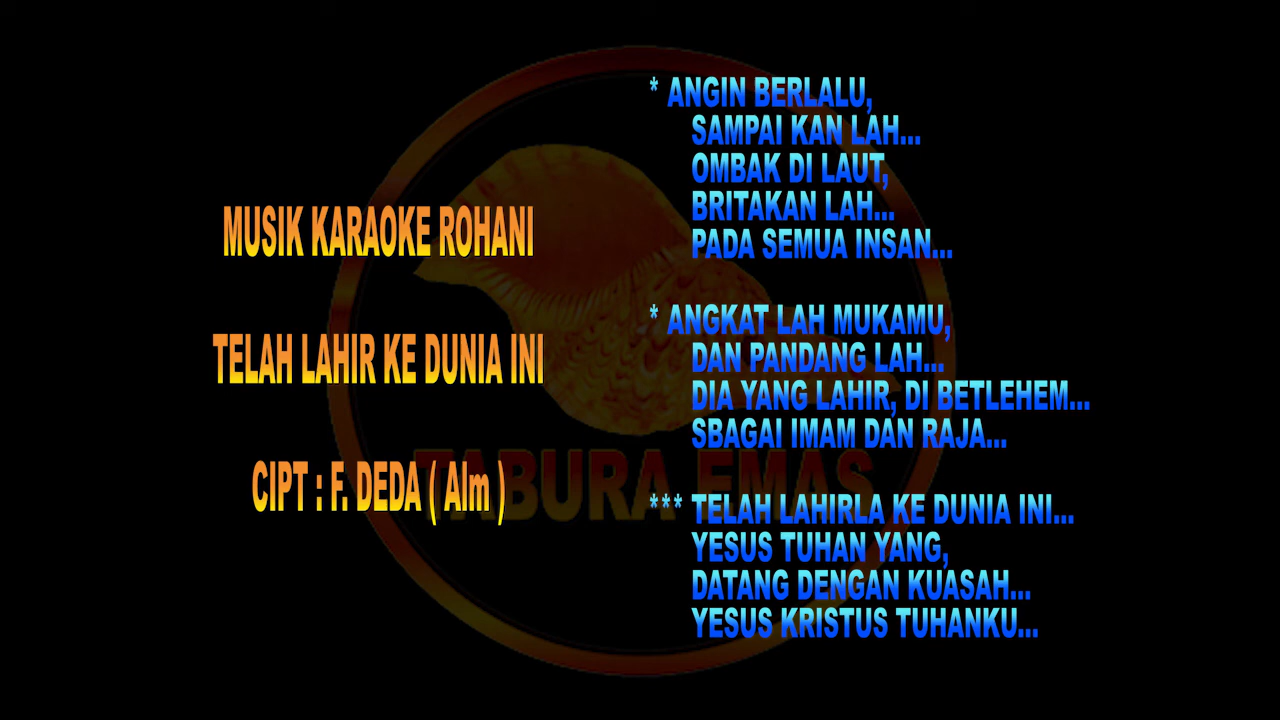 MUSIK KARAOKE ROHANI
TELAH LAHIR KE DUNIA INI
CIPT : F. DEDA ( Alm )
* ANGIN BERLALU,
SAMPAI KAN LAH...
OMBAK DI LAUT,
BRITAKAN LAH...
PADA SEMUA INSAN...
* ANGKAT LAH MUKAMU,
DAN PANDANG LAH...
DIA YANG LAHIR, DI BETLEHEM...
SBAGAI IMAM DAN RAJA...
*** TELAH LAHIRLA KE DUNIA INI...
YESUS TUHAN YANG,
DATANG DENGAN KUASAH...
YESUS KRISTUS TUHANKU...
TABURA EMAS